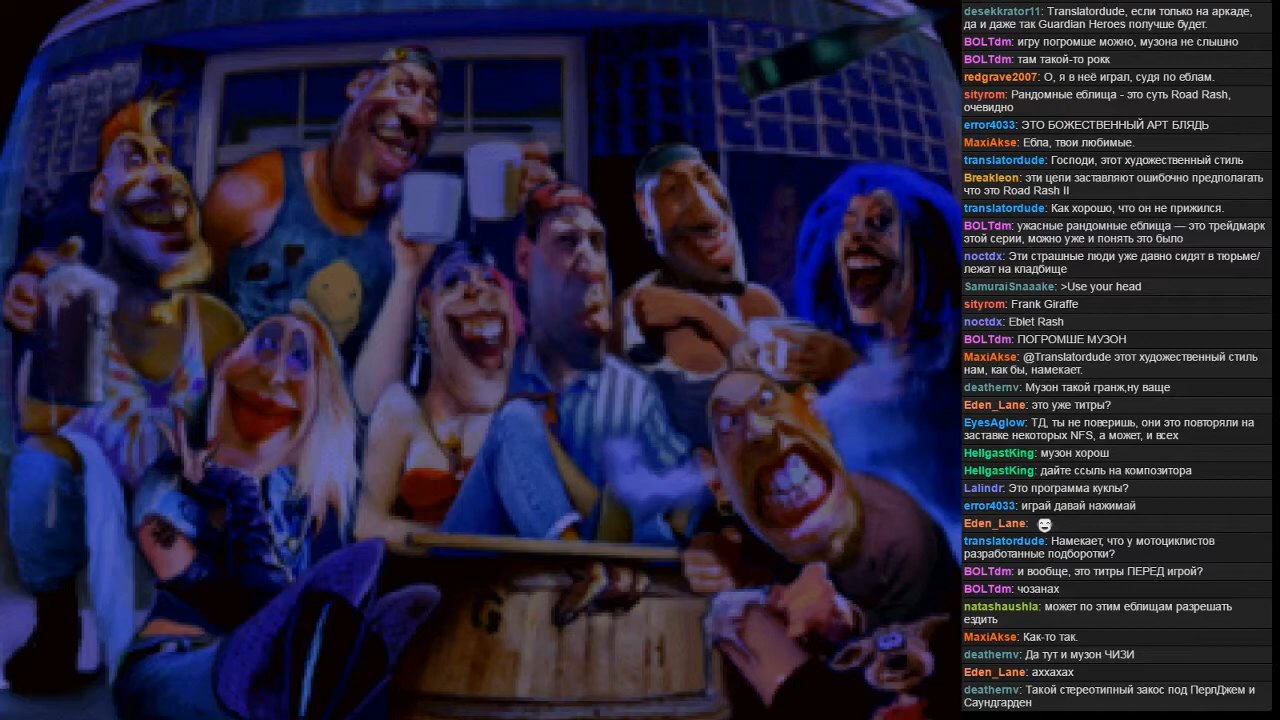 desekkrator11: Translatordude, если только на аркаде,
да и даже так Guardian Heroes получше будет.
BOLTdm: игру погромше можно, музона не слышно
BOLTdm: там такой-то рокк
redgrave2007: О, я в неё играл, судя по еблам.
sityrom: Рандомные еблища - это суть Road Rash,
очевидно
error4033: ЭТО БОЖЕСТВЕННЫЙ АРТ БЛЯДЬ
MaxiAkse: Ебла, твои любимые.
translatordude: Господи, этот художественный стиль
Breakleon: эти цепи заставляют ошибочно предполагать
что это Road Rash II
translatordude: Как хорошо, что он не прижился.
BOLTdm: ужасные рандомные еблища — это трейдмарк
этой серии, можно уже и понять это было
noctdx: Эти страшные люди уже давно сидят в тюрьме/
лежат на кладбище
SamuraiSnaaake: >Use your head
sityrom: Frank Giraffe
noctdx: Eblet Rash
BOLTdm: ПОГРОМШЕ МУЗОН
MaxiAkse: @Translatordude этот художественный стиль
нам, как бы, намекает.
deathernv: Музон такой гранж,ну ваще
Eden_Lane: это уже титры?
EyesAglow: ТД, ты не поверишь, они это повторяли на
заставке некоторых NFS, а может, и всех
HellgastKing: музон хорош
HellgastKing: дайте ссыль на композитора
Lalindr: Это программа куклы?
error4033: играй давай нажимай
Eden_Lane:
translatordude: Намекает, что у мотоциклистов
разработанные подборотки?
BOLTdm: и вообще, это титры ПЕРЕД игрой?
BOLTdm: чозанах
natashaushla: может по этим еблищам разрешать
ездить
MaxiAkse: Как-то так.
deathernv: Да тут и музон ЧИЗИ
Eden_Lane: аххахах
deathernv: Такой стереотипный закос под ПерлДжем и
Саундгарден